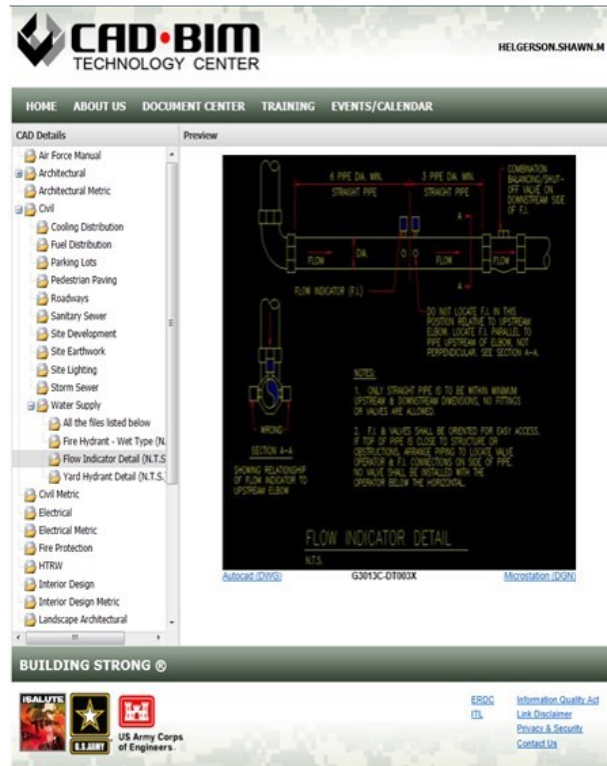 CAD•BIM
TECHNOLOGY CENTER
HELGERSON.SHAWN.M
HOME ABOUT US DOCUMENT CENTER TRAINING EVENTS/CALENDAR
CAD Details
Preview
Air Force Manual
Architectural
Architectural Metric
Civil
Cooling Distribution
Fuel Distribution
Parking Lots
Pedestrian Paving
Roadways
Sanitary Sewer
Site Development
Site Earthwork
Site Lighting
Storm Sewer
Water Supply
All the files listed below
Fire Hydrant - Wet Type (N.
Flow Indicator Detail (N.T.S
Yard Hydrant Detail (N.T.S.
Civil Metric
Electrical
Electrical Metric
Fire Protection
HTRW
Interior Design
Interior Design Metric
Landscape Architectural
6 PIPE DIA. MIN.
STRAIGHT PIPE
3 PIPE DIA. MIN.
STRAIGHT PIPE
COMBINATION
BALANCING/SHUT-
OFF VALVE ON
DOWNSTREAM SIDE
OF F.I.
A
FLOW
DIA.
FLOW
FLOW
A
FLOW INDICATOR (F.I.)
DO NOT LOCATE F.I. IN THIS
POSITION RELATIVE TO UPSTREAM
ELBOW. LOCATE F.I. PARALLEL TO
PIPE UPSTREAM OF ELBOW, NOT
PERPENDICULAR. SEE SECTION A-A.
WRONG
SECTION A-A
SHOWING RELATIONSHIP
OF FLOW INDICATOR TO
UPSTREAM ELBOW
NOTES:
1. ONLY STRAIGHT PIPE IS TO BE WITHIN MINIMUM
UPSTREAM & DOWNSTREAM DIMENSIONS, NO FITTINGS
OR VALVES ARE ALLOWED.
2. F.I. & VALVES SHALL BE ORIENTED FOR EASY ACCESS.
IF TOP OF PIPE IS CLOSE TO STRUCTURE OR
OBSTRUCTIONS, ARRANGE PIPING TO LOCATE VALVE
OPERATOR & F.I. CONNECTIONS ON SIDE OF PIPE.
NO VALVE SHALL BE INSTALLED WITH THE
OPERATOR BELOW THE HORIZONTAL.
FLOW INDICATOR DETAIL
N.T.S.
Autocad (DWG)
G3013C-DT003X
Microstation (DGN)
BUILDING STRONG ®
iSALUTE
U.S.ARMY
US Army Corps
of Engineers
ERDC
ITL
Information Quality Act
Link Disclaimer
Privacy & Security
Contact Us